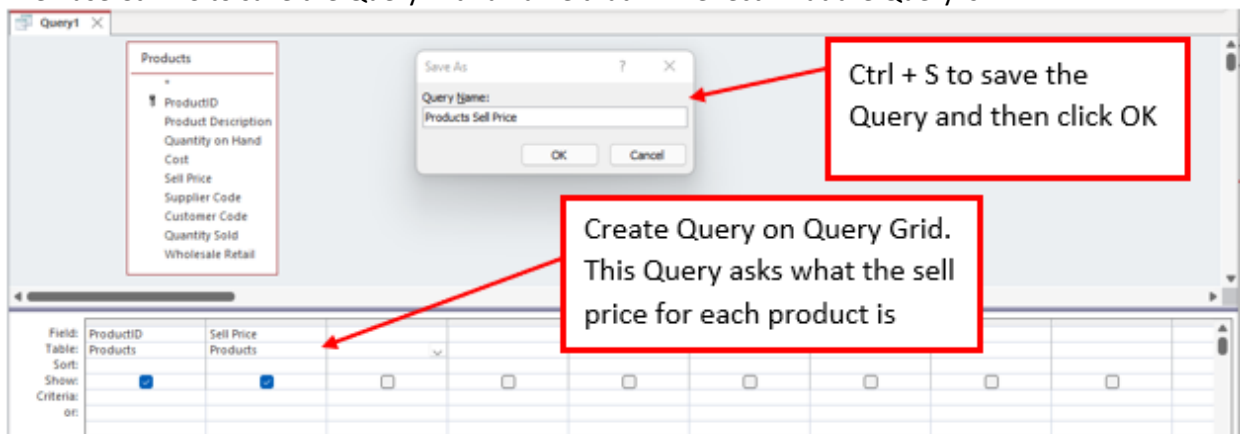 Query1
Products
*
ProductID
Product Description
Quantity on Hand
Cost
Sell Price
Supplier Code
Customer Code
Quantity Sold
Wholesale Retail
Save As ?
Query Name:
Products Sell Price
OK Cancel
Ctrl + S to save the
Query and then click OK
Create Query on Query Grid.
This Query asks what the sell
price for each product is
Field: ProductID Sell Price
Table: Products Products
Sort:
Show:
Criteria:
or: